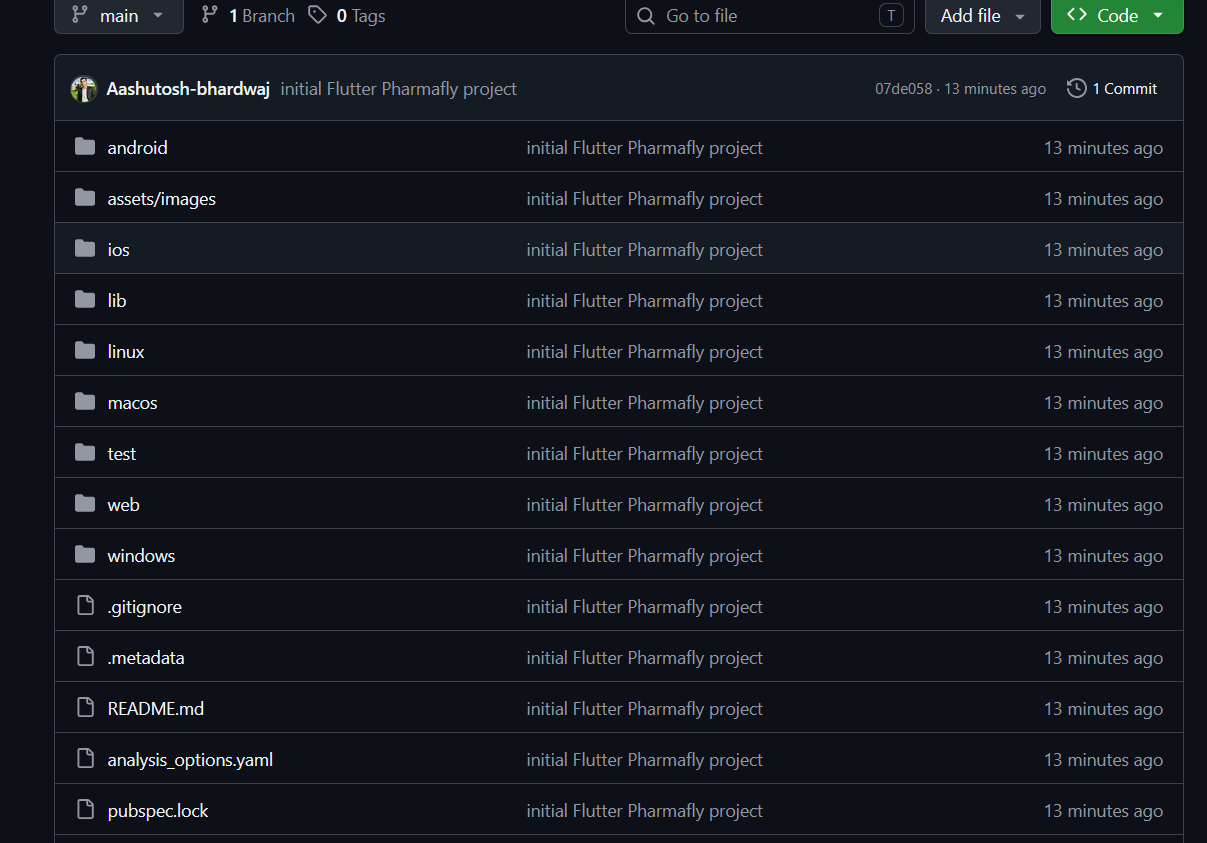 main 1 Branch 0 Tags Go to file T Add file Code
Aashutosh-bhardwaj initial Flutter Pharmafly project 07de058 · 13 minutes ago 1 Commit
android initial Flutter Pharmafly project 13 minutes ago
assets/images initial Flutter Pharmafly project 13 minutes ago
ios initial Flutter Pharmafly project 13 minutes ago
lib initial Flutter Pharmafly project 13 minutes ago
linux initial Flutter Pharmafly project 13 minutes ago
macos initial Flutter Pharmafly project 13 minutes ago
test initial Flutter Pharmafly project 13 minutes ago
web initial Flutter Pharmafly project 13 minutes ago
windows initial Flutter Pharmafly project 13 minutes ago
.gitignore initial Flutter Pharmafly project 13 minutes ago
.metadata initial Flutter Pharmafly project 13 minutes ago
README.md initial Flutter Pharmafly project 13 minutes ago
analysis_options.yaml initial Flutter Pharmafly project 13 minutes ago
pubspec.lock initial Flutter Pharmafly project 13 minutes ago